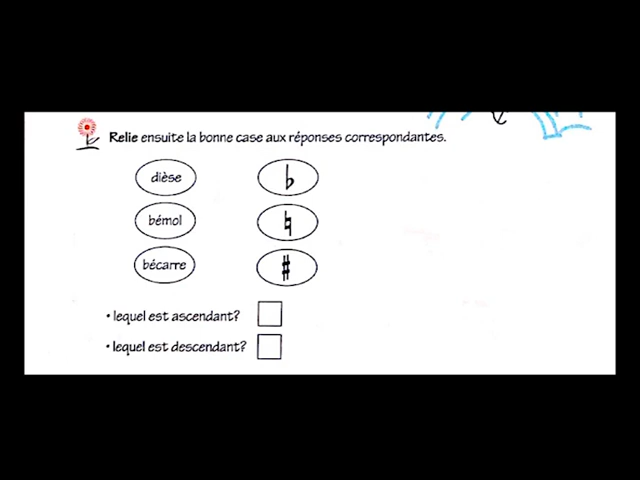 Relie ensuite la bonne case aux réponses correspondantes.
dièse ♭
bémol ♮
bécarre ♯
• lequel est ascendant?
• lequel est descendant?